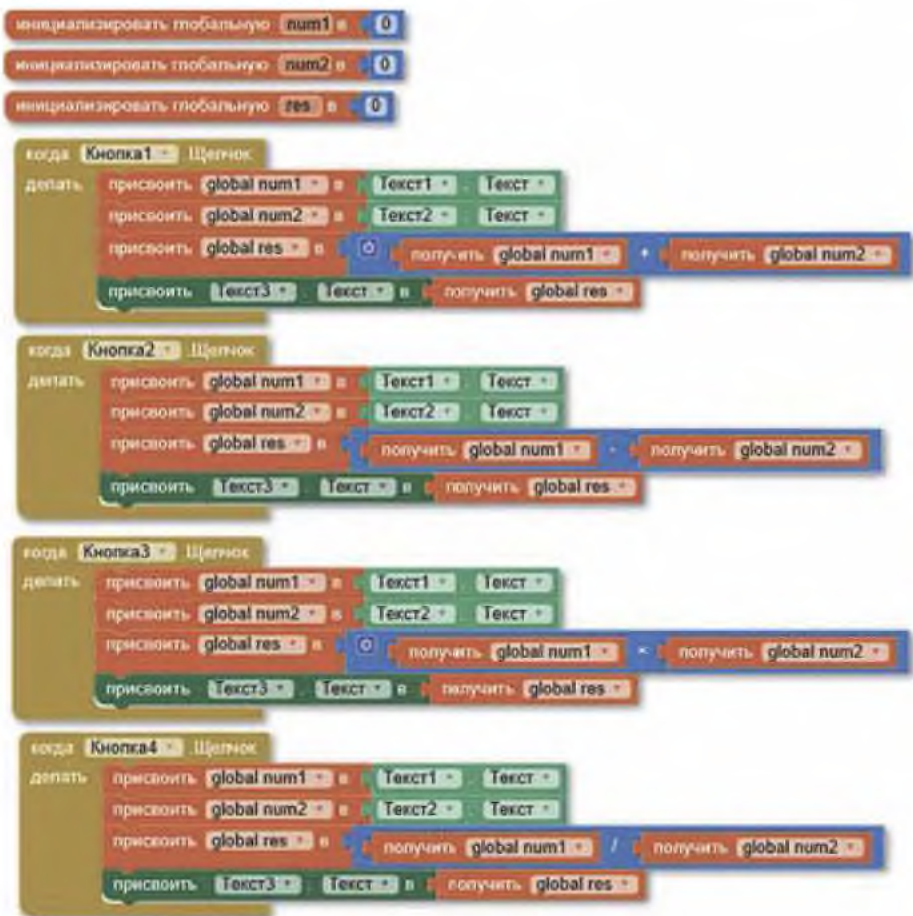 инициализировать глобальную num1 в 0
инициализировать глобальную num2 в 0
инициализировать глобальную res в 0
когда Кнопка1 .Щелчок
делать присвоить global num1 в Текст1 . Текст
присвоить global num2 в Текст2 . Текст
присвоить global res в получить global num1 + получить global num2
присвоить Текст3 . Текст в получить global res
когда Кнопка2 .Щелчок
делать присвоить global num1 в Текст1 . Текст
присвоить global num2 в Текст2 . Текст
присвоить global res в получить global num1 - получить global num2
присвоить Текст3 . Текст в получить global res
когда Кнопка3 .Щелчок
делать присвоить global num1 в Текст1 . Текст
присвоить global num2 в Текст2 . Текст
присвоить global res в получить global num1 × получить global num2
присвоить Текст3 . Текст в получить global res
когда Кнопка4 .Щелчок
делать присвоить global num1 в Текст1 . Текст
присвоить global num2 в Текст2 . Текст
присвоить global res в получить global num1 / получить global num2
присвоить Текст3 . Текст в получить global res